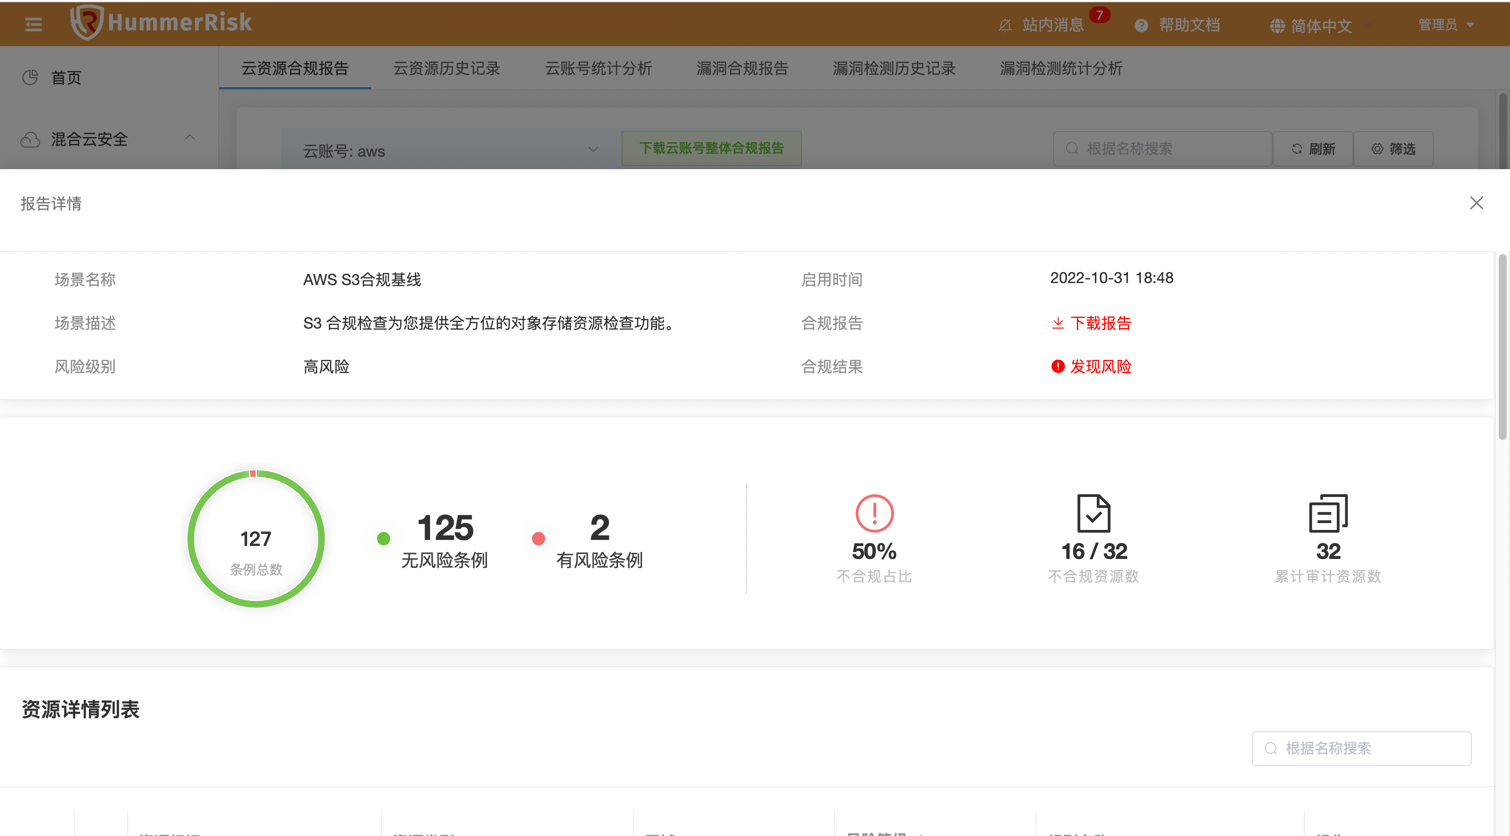 HummerRisk
站内消息 7
帮助文档
简体中文
管理员
首页
混合云安全
云资源合规报告 云资源历史记录 云账号统计分析 漏洞合规报告 漏洞检测历史记录 漏洞检测统计分析
云账号: aws
下载云账号整体合规报告
根据名称搜索
刷新
筛选
报告详情
场景名称 AWS S3合规基线 启用时间 2022-10-31 18:48
场景描述 S3 合规检查为您提供全方位的对象存储资源检查功能。 合规报告 下载报告
风险级别 高风险 合规结果 发现风险
127
条例总数
125
无风险条例
2
有风险条例
50%
不合规占比
16 / 32
不合规资源数
32
累计审计资源数
资源详情列表
根据名称搜索